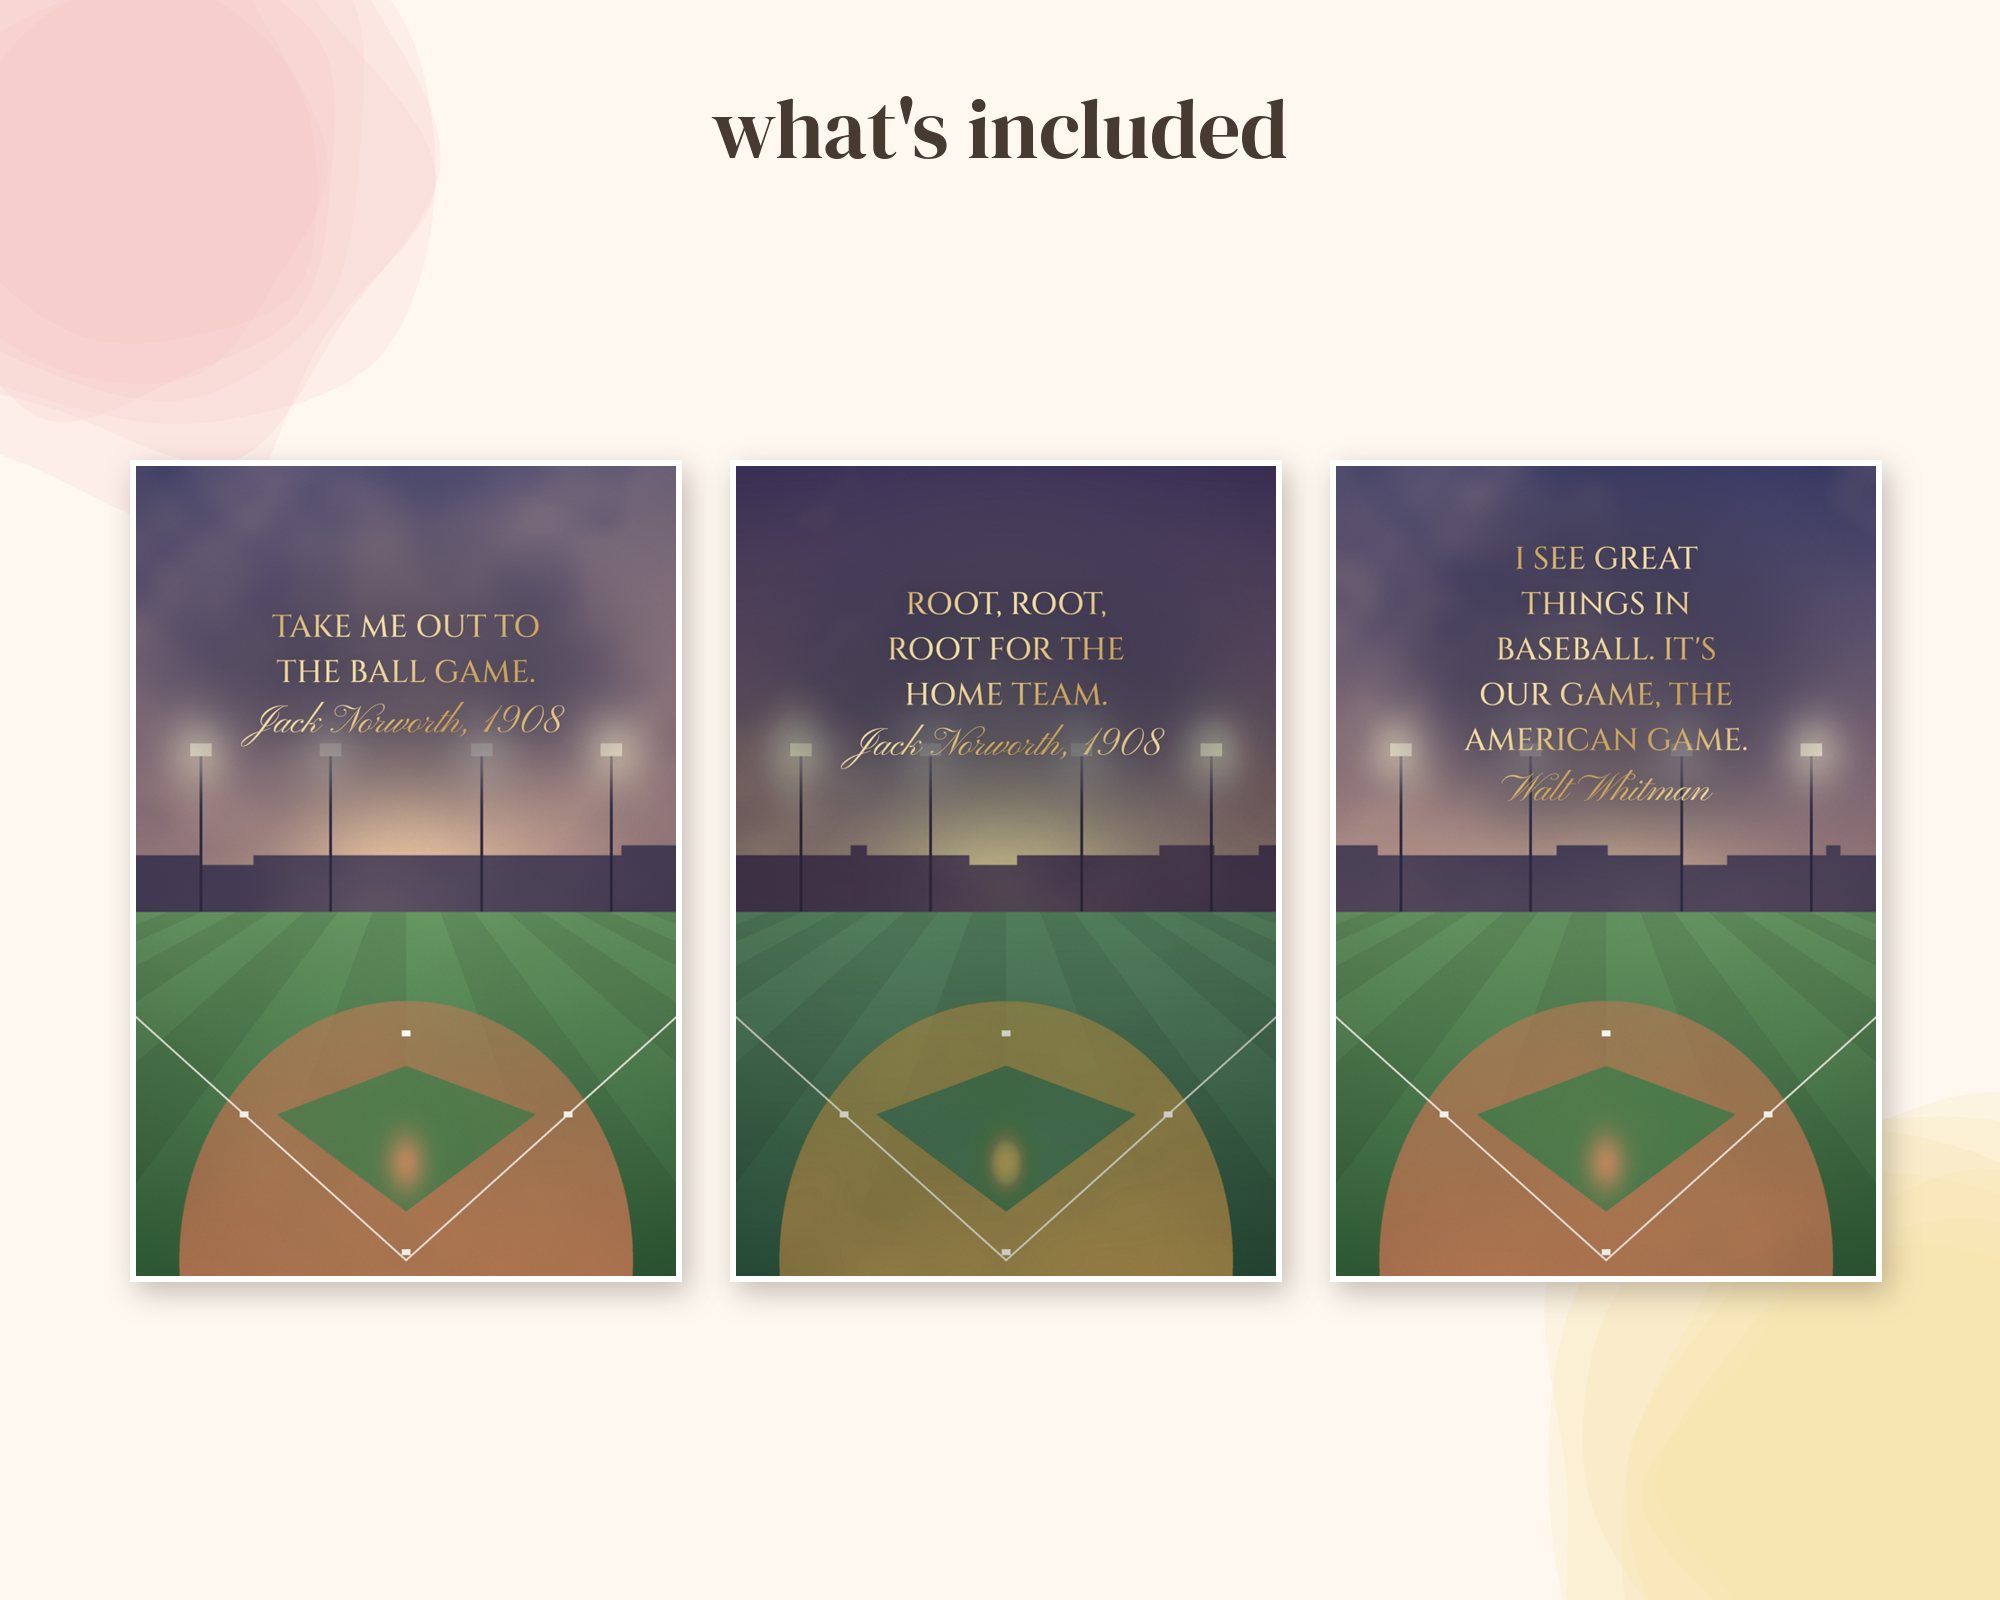 what's included
TAKE ME OUT TO
THE BALL GAME.
Jack Norworth, 1908
ROOT, ROOT,
ROOT FOR THE
HOME TEAM.
Jack Norworth, 1908
I SEE GREAT
THINGS IN
BASEBALL. IT'S
OUR GAME, THE
AMERICAN GAME.
Walt Whitman